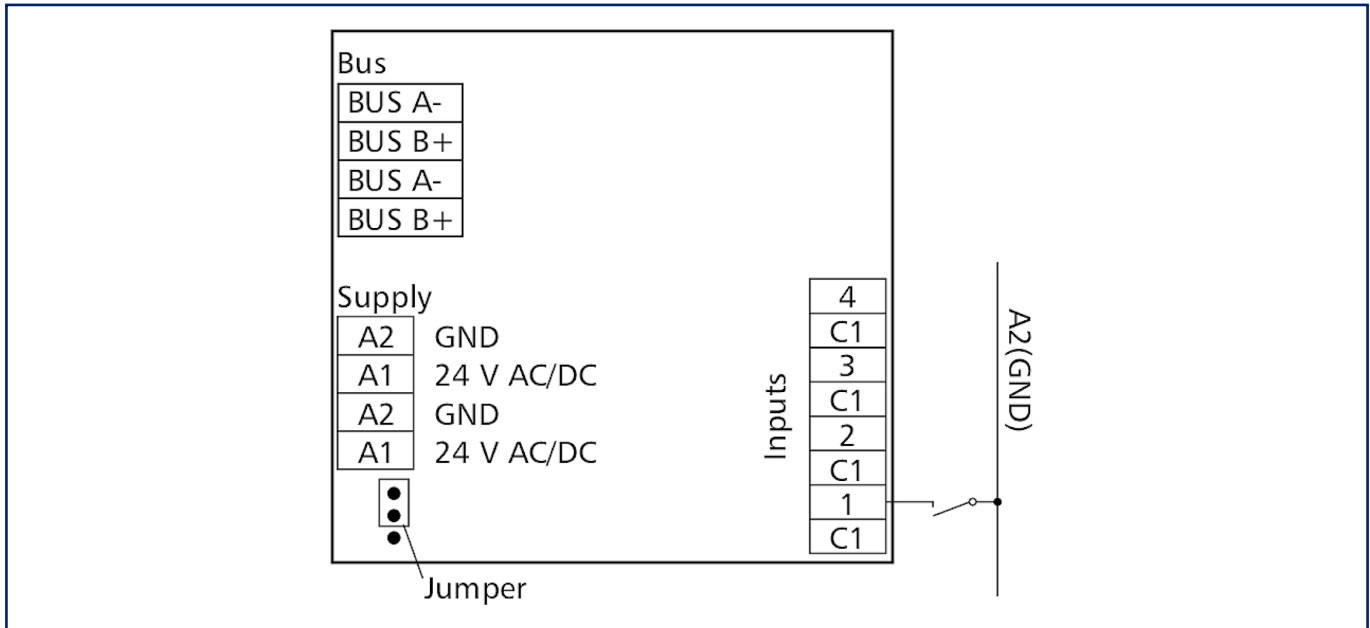 Bus
BUS A-
BUS B+
BUS A-
BUS B+
Supply
A2 GND
A1 24 V AC/DC
A2 GND
A1 24 V AC/DC
Jumper
Inputs
4
C1
3
C1
2
C1
1
C1
A2(GND)